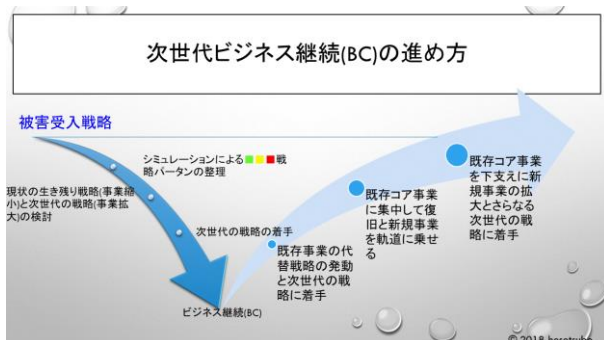 次世代ビジネス継続(BC)の進め方
被害受入戦略
シミュレーションによる■■■戦
略パータンの整理
現状の生き残り戦略(事業縮
小)と次世代の戦略(事業拡
大)の検討
次世代の戦略の着手
ビジネス継続(BC)
既存事業の代
替戦略の発動
と次世代の戦
略に着手
既存コア事業
に集中して復
旧と新規事業
を軌道に乗せ
る
既存コア事業
を下支えに新
規事業の拡
大とさらなる
次世代の戦
略に着手
© 2018